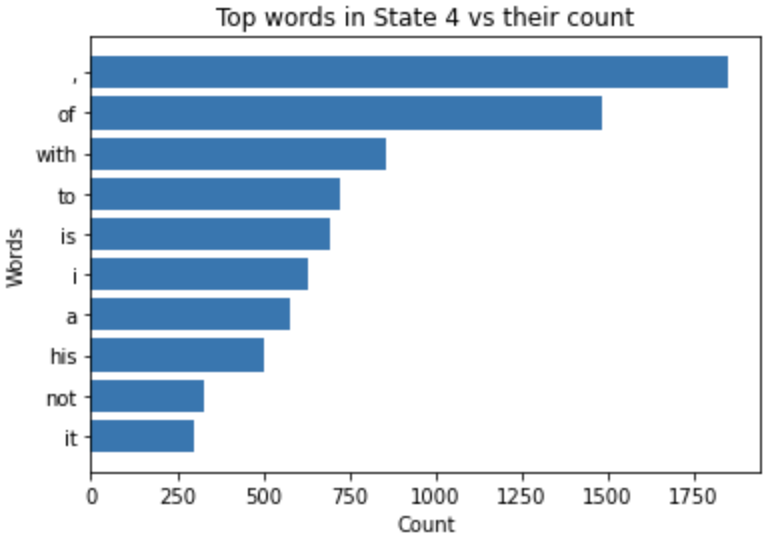 Top words in State 4 vs their count
,
of
with
to
is
i
a
his
not
it
Words
0 250 500 750 1000 1250 1500 1750
Count